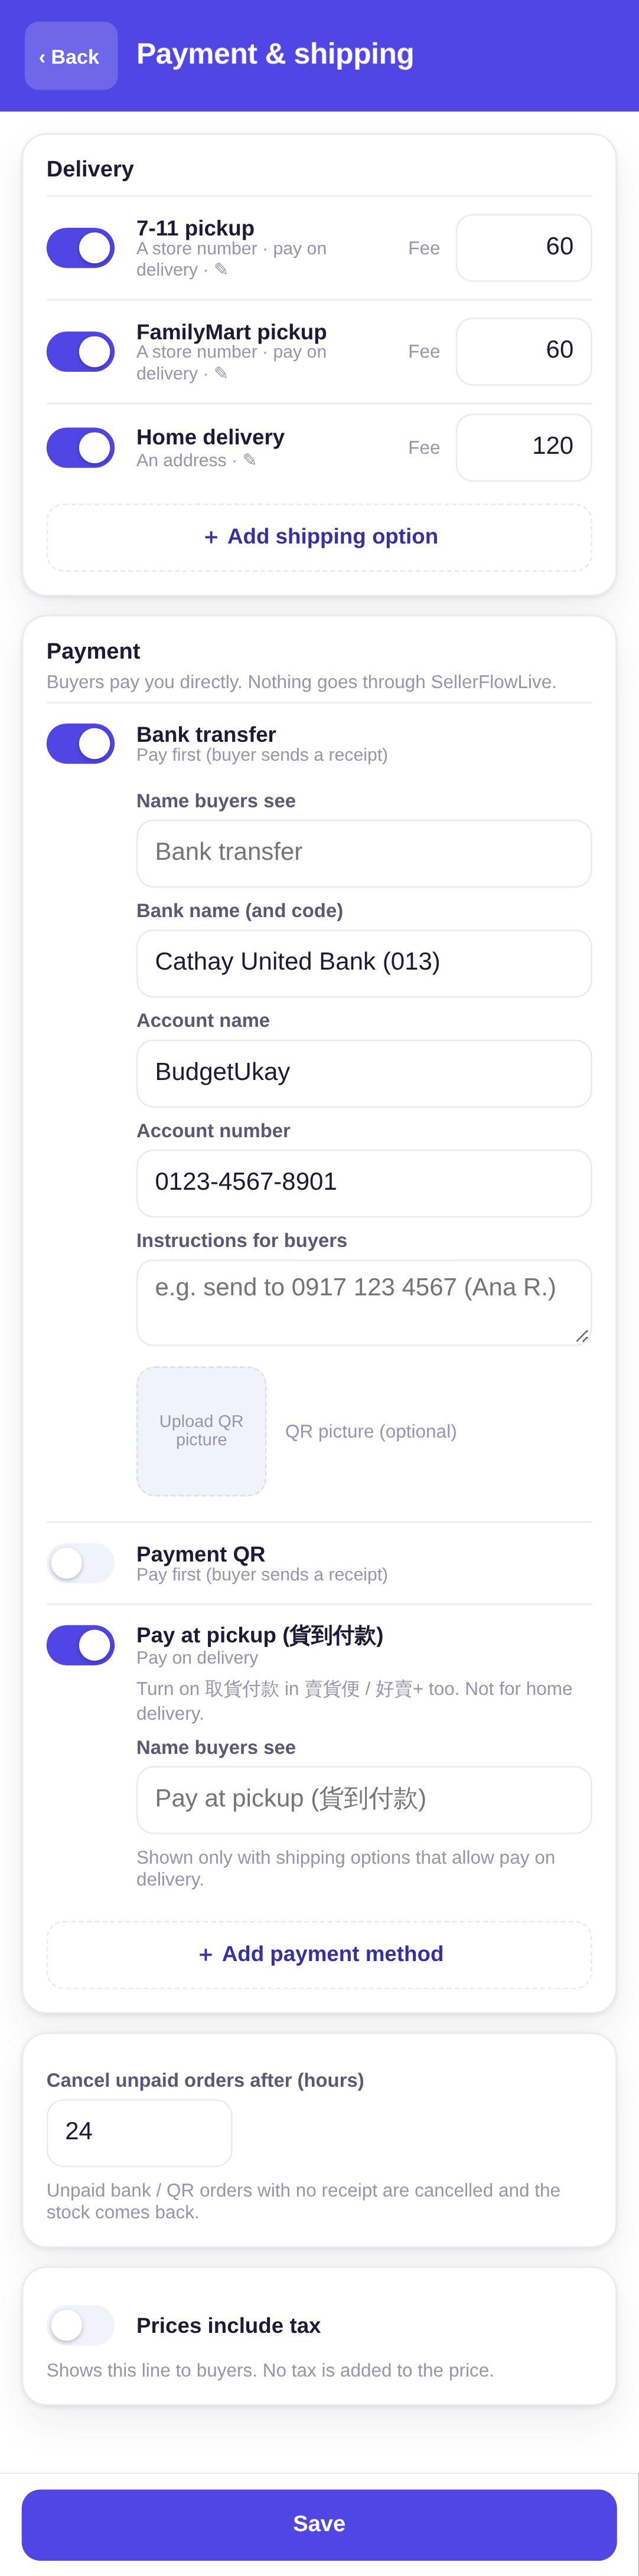 ‹ Back
Payment & shipping
Delivery
7-11 pickup
A store number · pay on
delivery · ✎
Fee
60
FamilyMart pickup
A store number · pay on
delivery · ✎
Fee
60
Home delivery
An address · ✎
Fee
120
+ Add shipping option
Payment
Buyers pay you directly. Nothing goes through SellerFlowLive.
Bank transfer
Pay first (buyer sends a receipt)
Name buyers see
Bank transfer
Bank name (and code)
Cathay United Bank (013)
Account name
BudgetUkay
Account number
0123-4567-8901
Instructions for buyers
e.g. send to 0917 123 4567 (Ana R.)
Upload QR
picture
QR picture (optional)
Payment QR
Pay first (buyer sends a receipt)
Pay at pickup (貨到付款)
Pay on delivery
Turn on 取貨付款 in 賣貨便 / 好賣+ too. Not for home
delivery.
Name buyers see
Pay at pickup (貨到付款)
Shown only with shipping options that allow pay on
delivery.
+ Add payment method
Cancel unpaid orders after (hours)
24
Unpaid bank / QR orders with no receipt are cancelled and the
stock comes back.
Prices include tax
Shows this line to buyers. No tax is added to the price.
Save